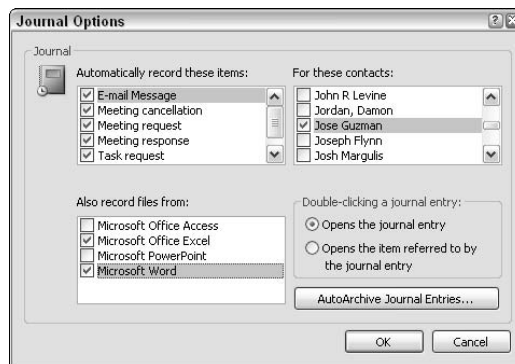 Journal Options
Journal
Automatically record these items:
E-mail Message
Meeting cancellation
Meeting request
Meeting response
Task request
For these contacts:
John R Levine
Jordan, Damon
Jose Guzman
Joseph Flynn
Josh Margulis
Also record files from:
Microsoft Office Access
Microsoft Office Excel
Microsoft PowerPoint
Microsoft Word
Double-clicking a journal entry:
Opens the journal entry
Opens the item referred to by
the journal entry
AutoArchive Journal Entries...
OK
Cancel